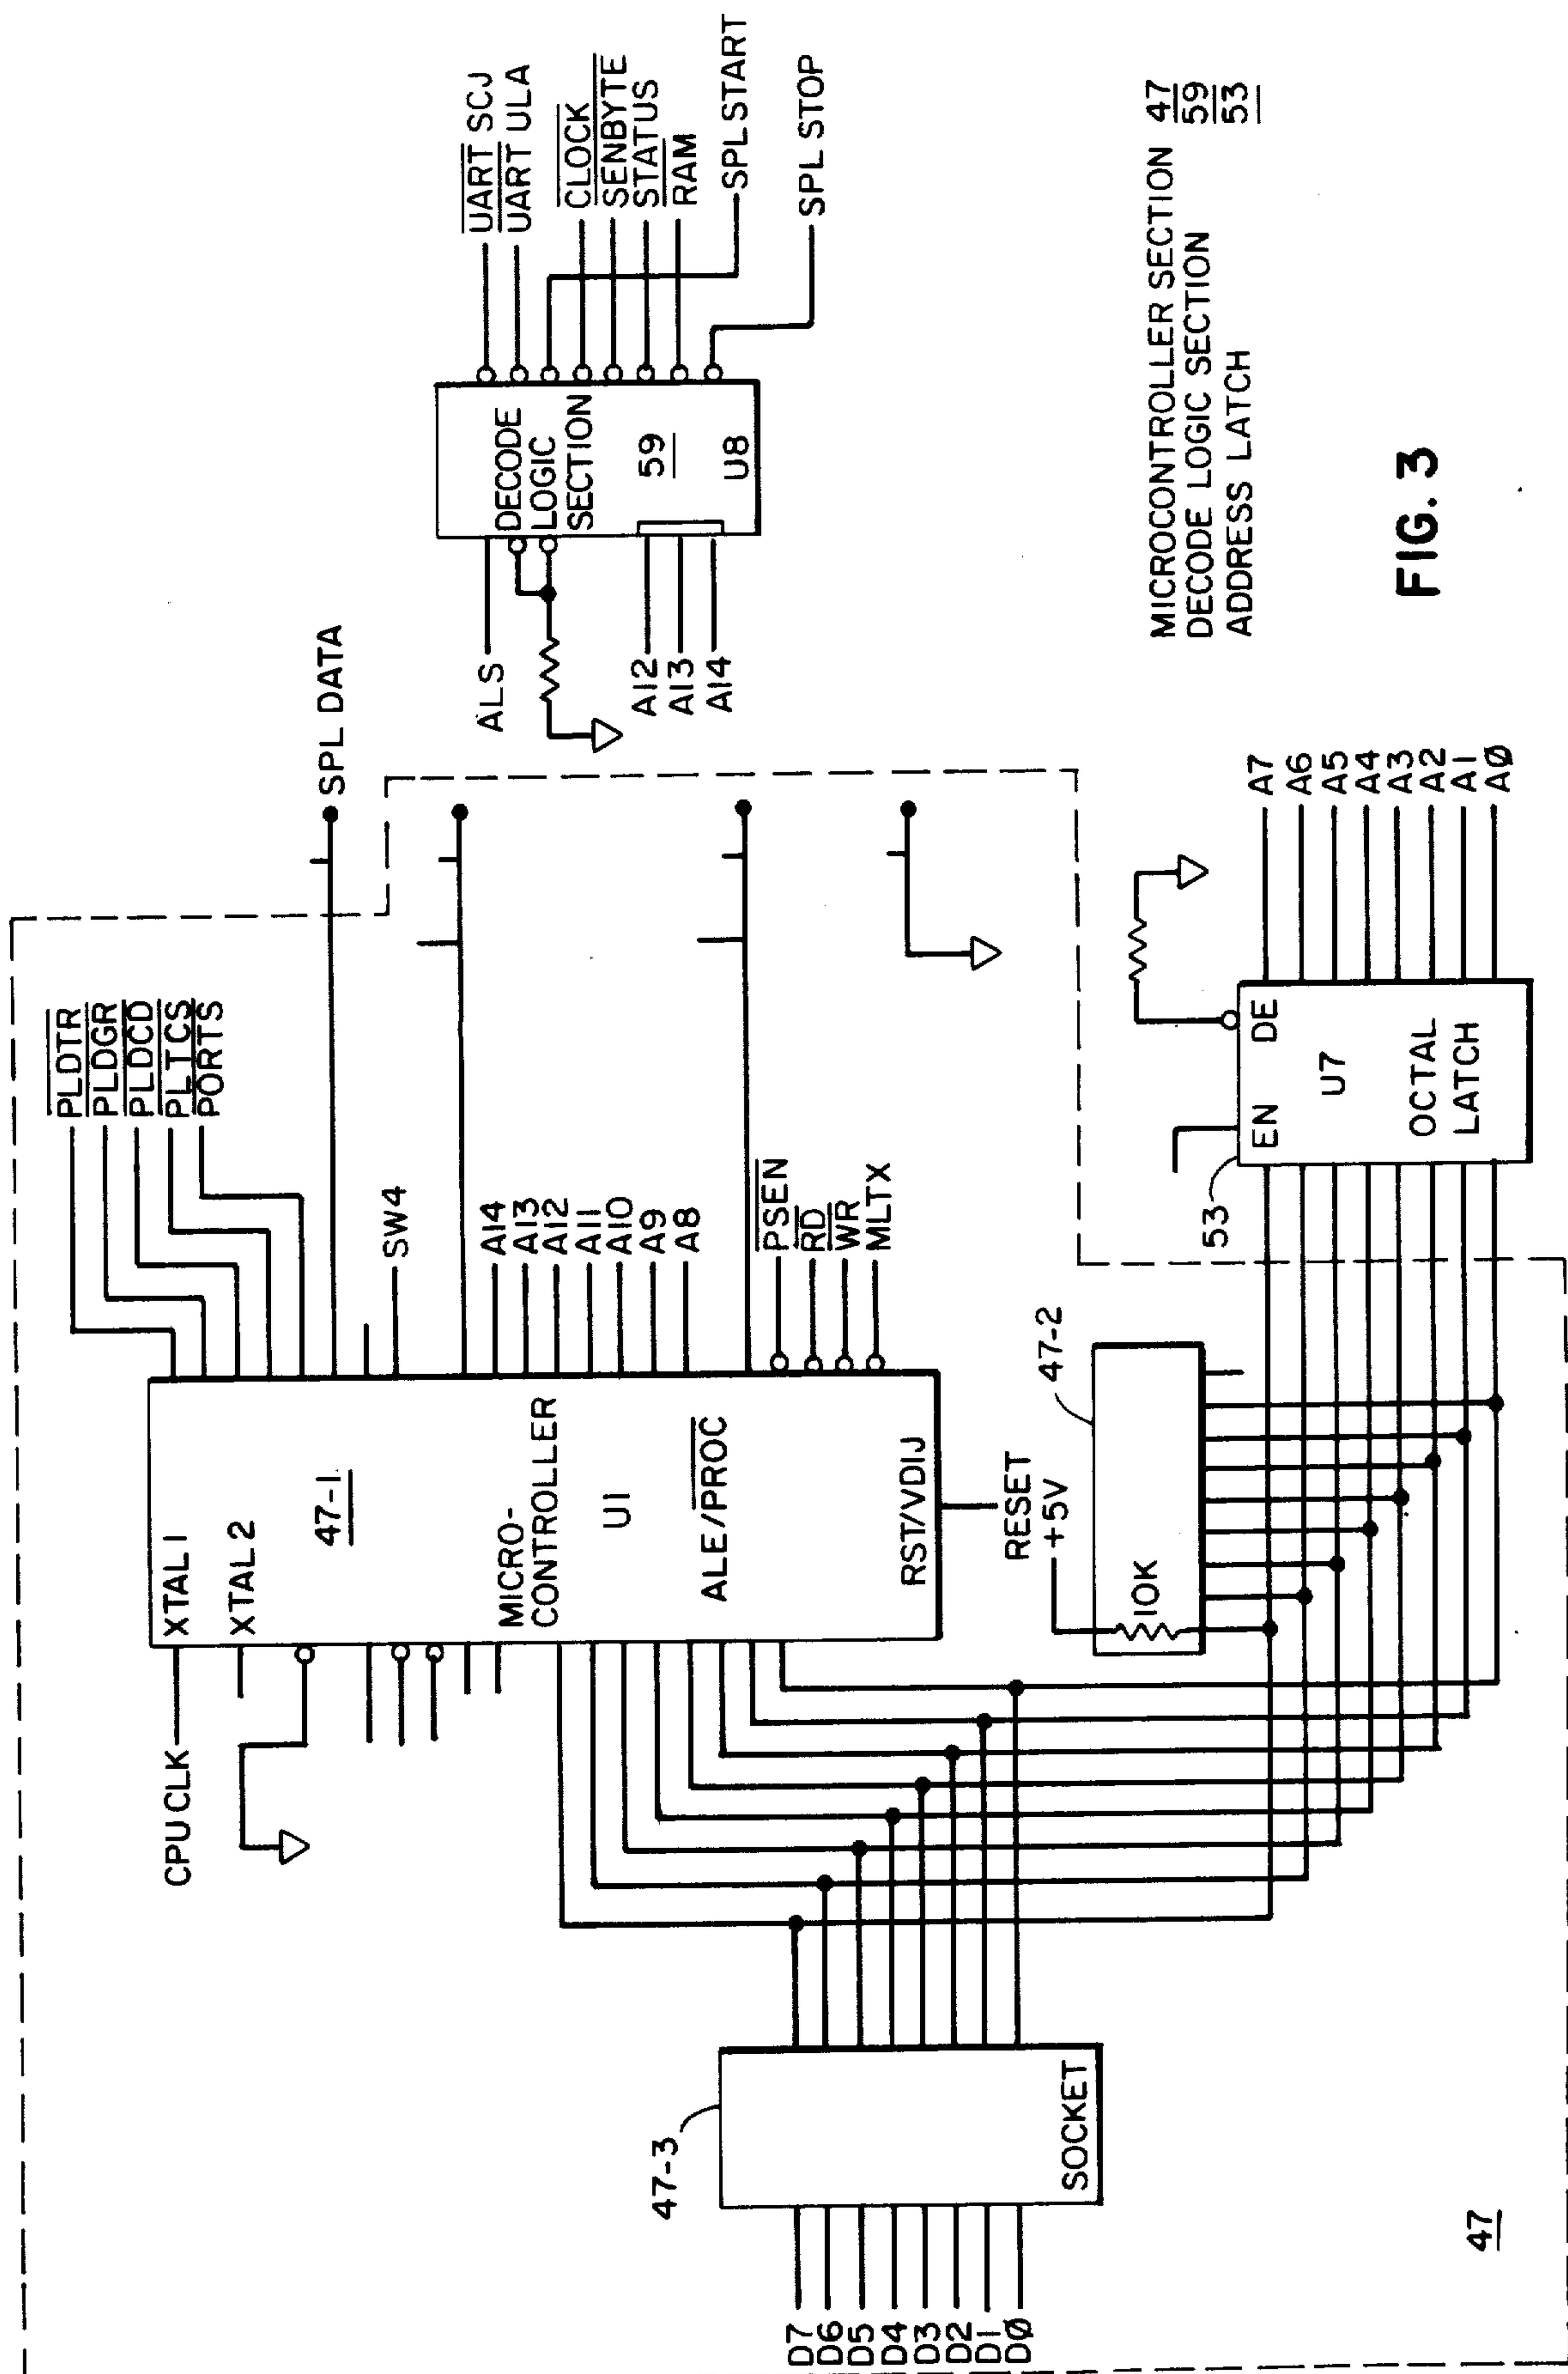 CPU CLK
XTAL 1
XTAL 2
47-1
MICRO-
CONTROLLER
U1
ALE/PROC
RST/VDIJ
RESET
+5V
PLDTR
PLDGR
PLDCD
PLTCS
PORTS
SPL DATA
SW4
A14
A13
A12
A11
A10
A9
A8
PSEN
RD
WR
MLTX
ALS
A12
A13
A14
DECODE
LOGIC
SECTION
59
U8
UART SCJ
UART ULA
CLOCK
SENBYTE
STATUS
RAM
SPL START
SPL STOP
47-3
SOCKET
D7
D6
D5
D4
D3
D2
D1
DØ
47-2
10K
53
EN
DE
U7
OCTAL
LATCH
A7
A6
A5
A4
A3
A2
A1
AØ
47
MICROCONTROLLER SECTION 47
DECODE LOGIC SECTION 59
ADDRESS LATCH 53
FIG. 3